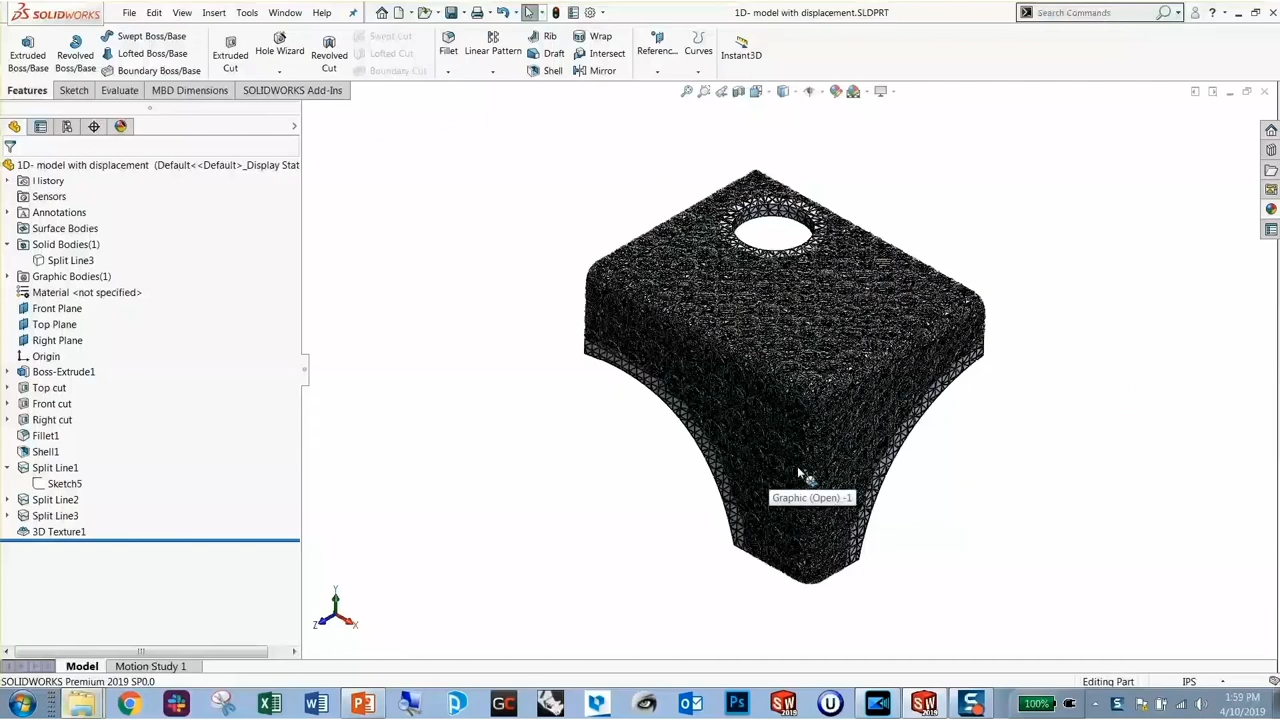 SOLIDWORKS
File Edit View Insert Tools Window Help
1D- model with displacement.SLDPRT
Search Commands
Extruded Boss/Base
Revolved Boss/Base
Swept Boss/Base
Lofted Boss/Base
Boundary Boss/Base
Extruded Cut
Hole Wizard
Revolved Cut
Swept Cut
Lofted Cut
Boundary Cut
Fillet
Linear Pattern
Rib
Draft
Shell
Wrap
Intersect
Mirror
Referenc...
Curves
Instant3D
Features Sketch Evaluate MBD Dimensions SOLIDWORKS Add-Ins
1D- model with displacement (Default<<Default>_Display Stat
History
Sensors
Annotations
Surface Bodies
Solid Bodies(1)
Split Line3
Graphic Bodies(1)
Material <not specified>
Front Plane
Top Plane
Right Plane
Origin
Boss-Extrude1
Top cut
Front cut
Right cut
Fillet1
Shell1
Split Line1
Sketch5
Split Line2
Split Line3
3D Texture1
Graphic (Open) -1
Y
Z
X
Model Motion Study 1
SOLIDWORKS Premium 2019 SP0.0
Editing Part
IPS
GC
Ps
SW 2019
SW 2019
100%
1:59 PM
4/10/2019